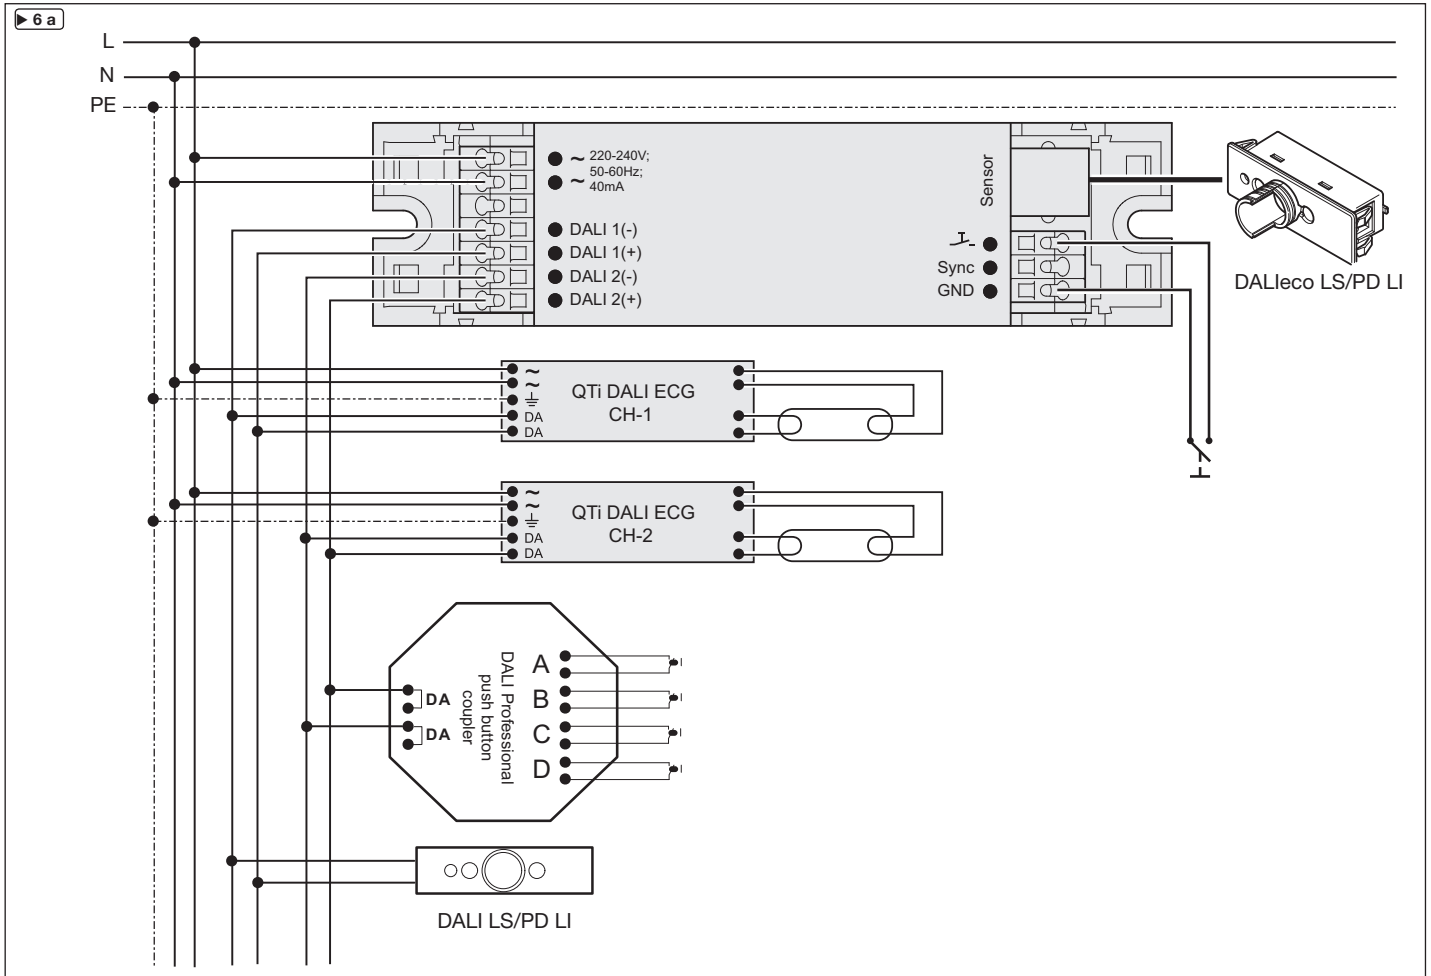 ▶ 6 a
L
N
PE
~ 220-240V;
50-60Hz;
~ 40mA
DALI 1(-)
DALI 1(+)
DALI 2(-)
DALI 2(+)
Sensor
Sync
GND
DALIeco LS/PD LI
~
~
DA
DA
QTi DALI ECG
CH-1
~
~
DA
DA
QTi DALI ECG
CH-2
DA
DA
DALI Professional
push button
coupler
A
B
C
D
DALI LS/PD LI